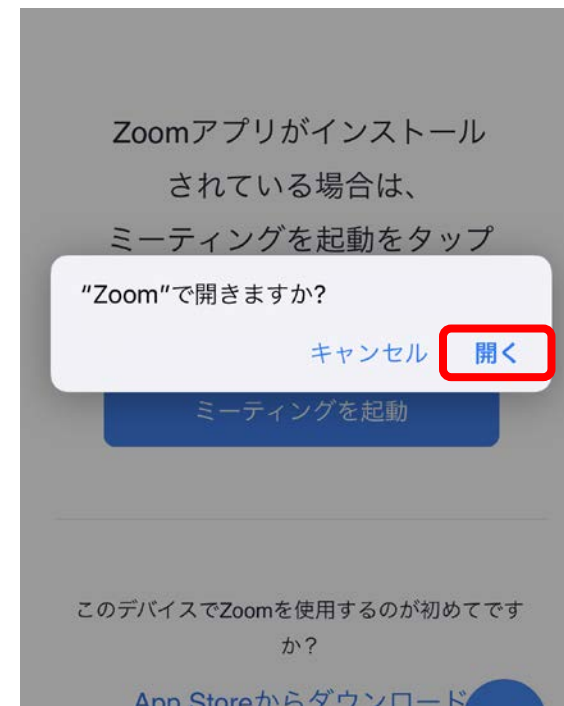 Zoomアプリがインストール
されている場合は、
ミーティングを起動をタップ
"Zoom"で開きますか?
キャンセル 開く
ミーティングを起動
このデバイスでZoomを使用するのが初めてです
か？
App Storeからダウンロード